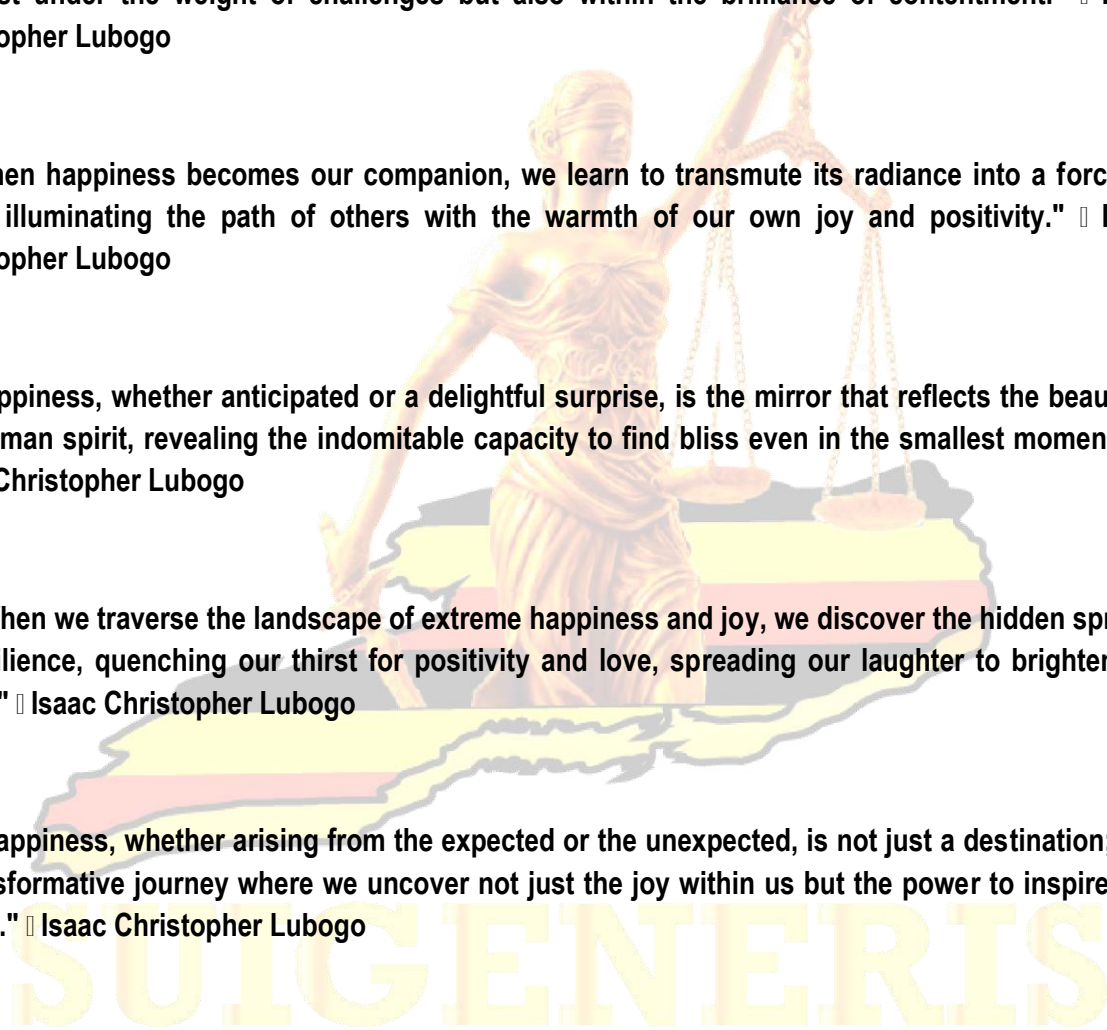 under the weight of challenges but also within the brilliance of contentment."
opher Lubogo
happiness becomes our companion, we learn to transmute its radiance into a forc
illuminating the path of others with the warmth of our own joy and positivity."
opher Lubogo
ppiness, whether anticipated or a delightful surprise, is the mirror that reflects the beau
man spirit, revealing the indomitable capacity to find bliss even in the smallest momen
Christopher Lubogo
hen we traverse the landscape of extreme happiness and joy, we discover the hidden spr
ilience, quenching our thirst for positivity and love, spreading our laughter to brighten
" Isaac Christopher Lubogo
appiness, whether arising from the expected or the unexpected, is not just a destination;
sformative journey where we uncover not just the joy within us but the power to inspire
." Isaac Christopher Lubogo
SUIGENERIS